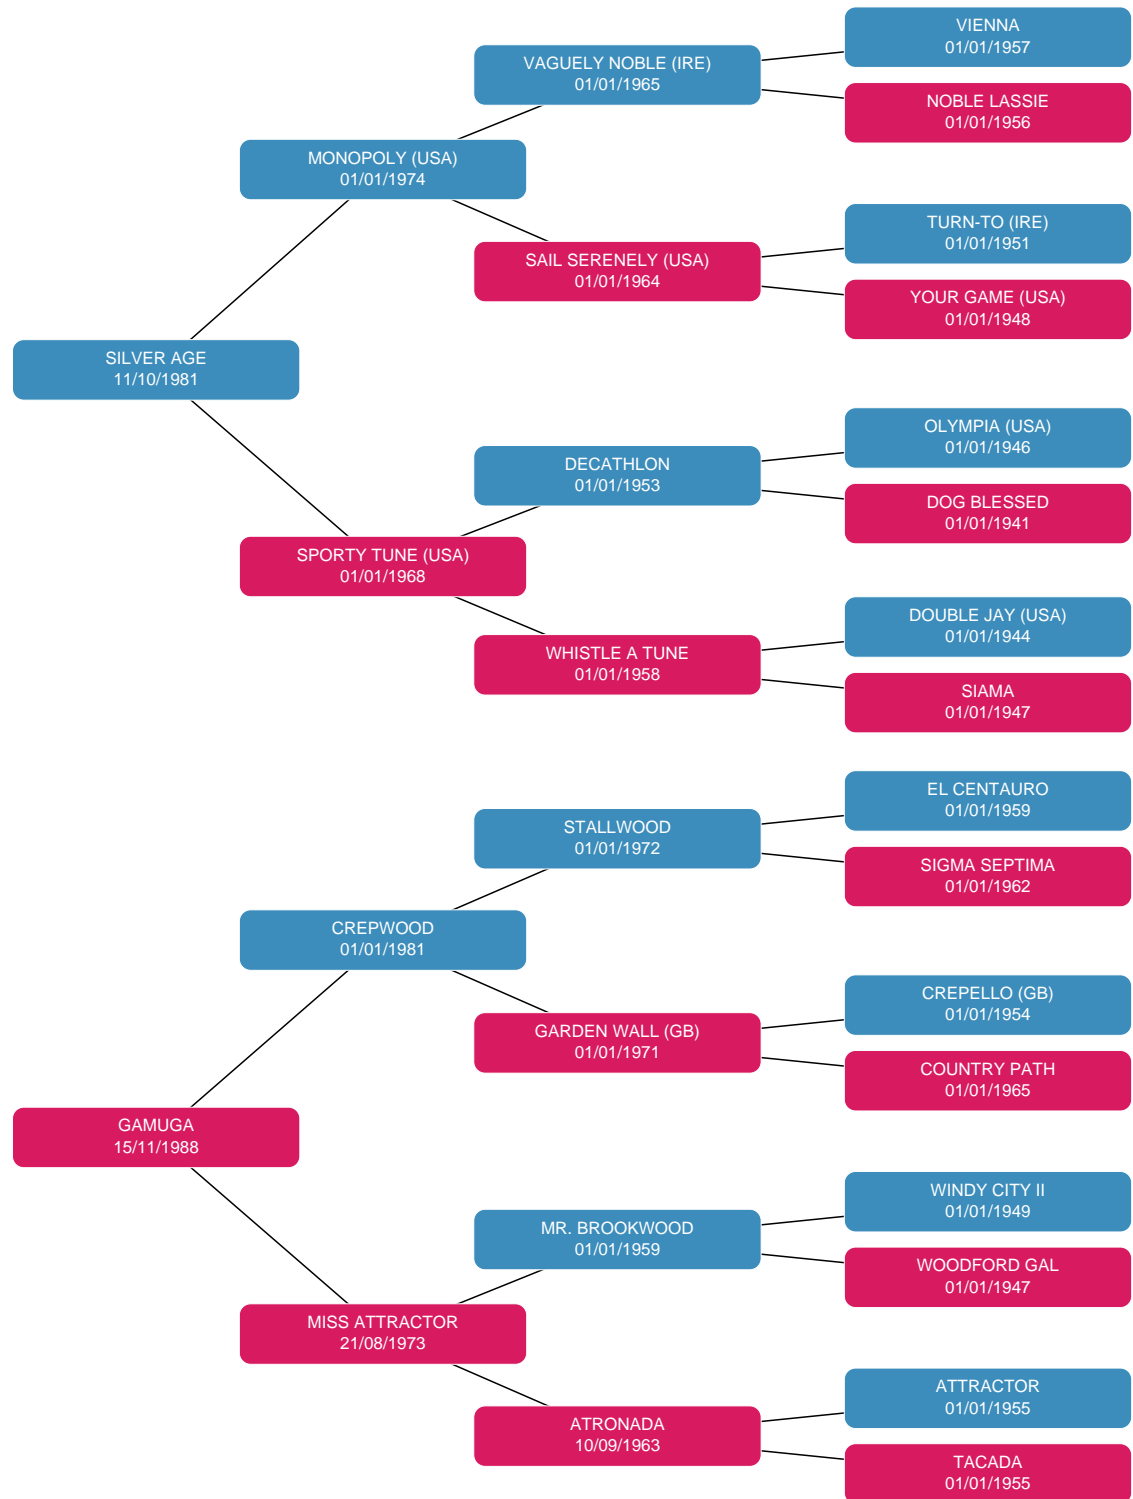 VIENNA
01/01/1957
VAGUELY NOBLE (IRE)
01/01/1965
NOBLE LASSIE
01/01/1956
MONOPOLY (USA)
01/01/1974
TURN-TO (IRE)
01/01/1951
SAIL SERENELY (USA)
01/01/1964
YOUR GAME (USA)
01/01/1948
SILVER AGE
11/10/1981
OLYMPIA (USA)
01/01/1946
DECATHLON
01/01/1953
DOG BLESSED
01/01/1941
SPORTY TUNE (USA)
01/01/1968
DOUBLE JAY (USA)
01/01/1944
WHISTLE A TUNE
01/01/1958
SIAMA
01/01/1947
EL CENTAURO
01/01/1959
STALLWOOD
01/01/1972
SIGMA SEPTIMA
01/01/1962
CREPWOOD
01/01/1981
CREPELLO (GB)
01/01/1954
GARDEN WALL (GB)
01/01/1971
COUNTRY PATH
01/01/1965
GAMUGA
15/11/1988
WINDY CITY II
01/01/1949
MR. BROOKWOOD
01/01/1959
WOODFORD GAL
01/01/1947
MISS ATTRACTOR
21/08/1973
ATTRACTOR
01/01/1955
ATRONADA
10/09/1963
TACADA
01/01/1955